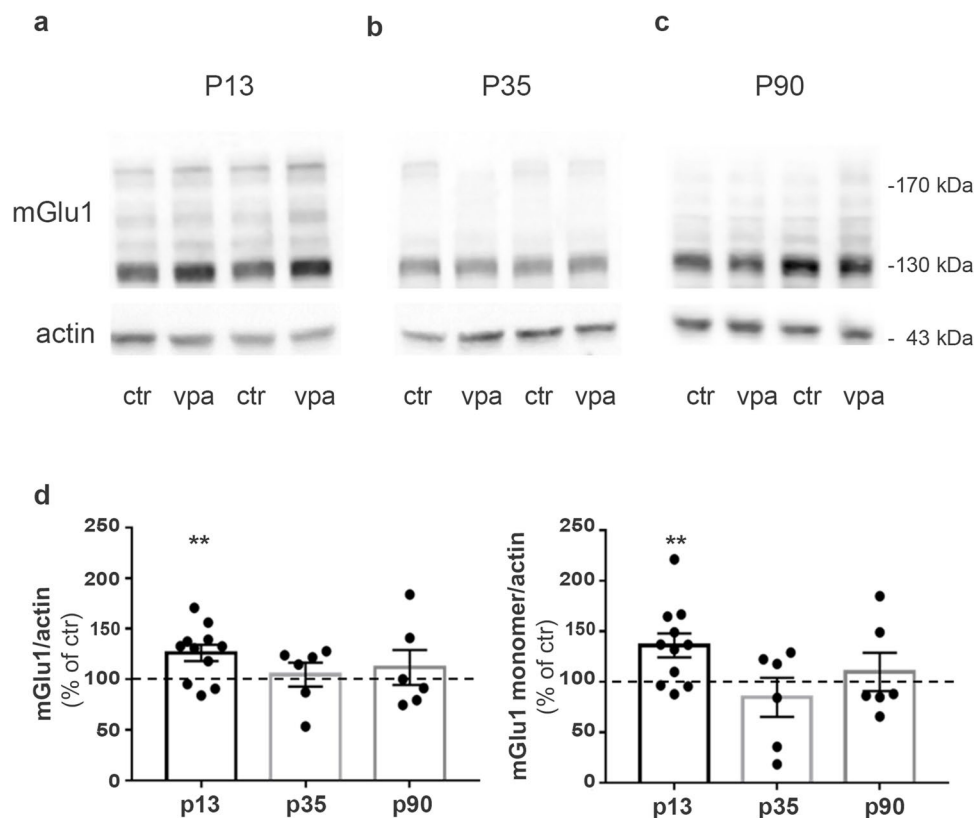 a
b
c
P13
P35
P90
mGlu1
-170 kDa
-130 kDa
actin
- 43 kDa
ctr vpa ctr vpa
ctr vpa ctr vpa
ctr vpa ctr vpa
d
mGlu1/actin
(% of ctr)
250
200
150
100
50
0
**
p13 p35 p90
mGlu1 monomer/actin
(% of ctr)
250
200
150
100
50
0
**
p13 p35 p90